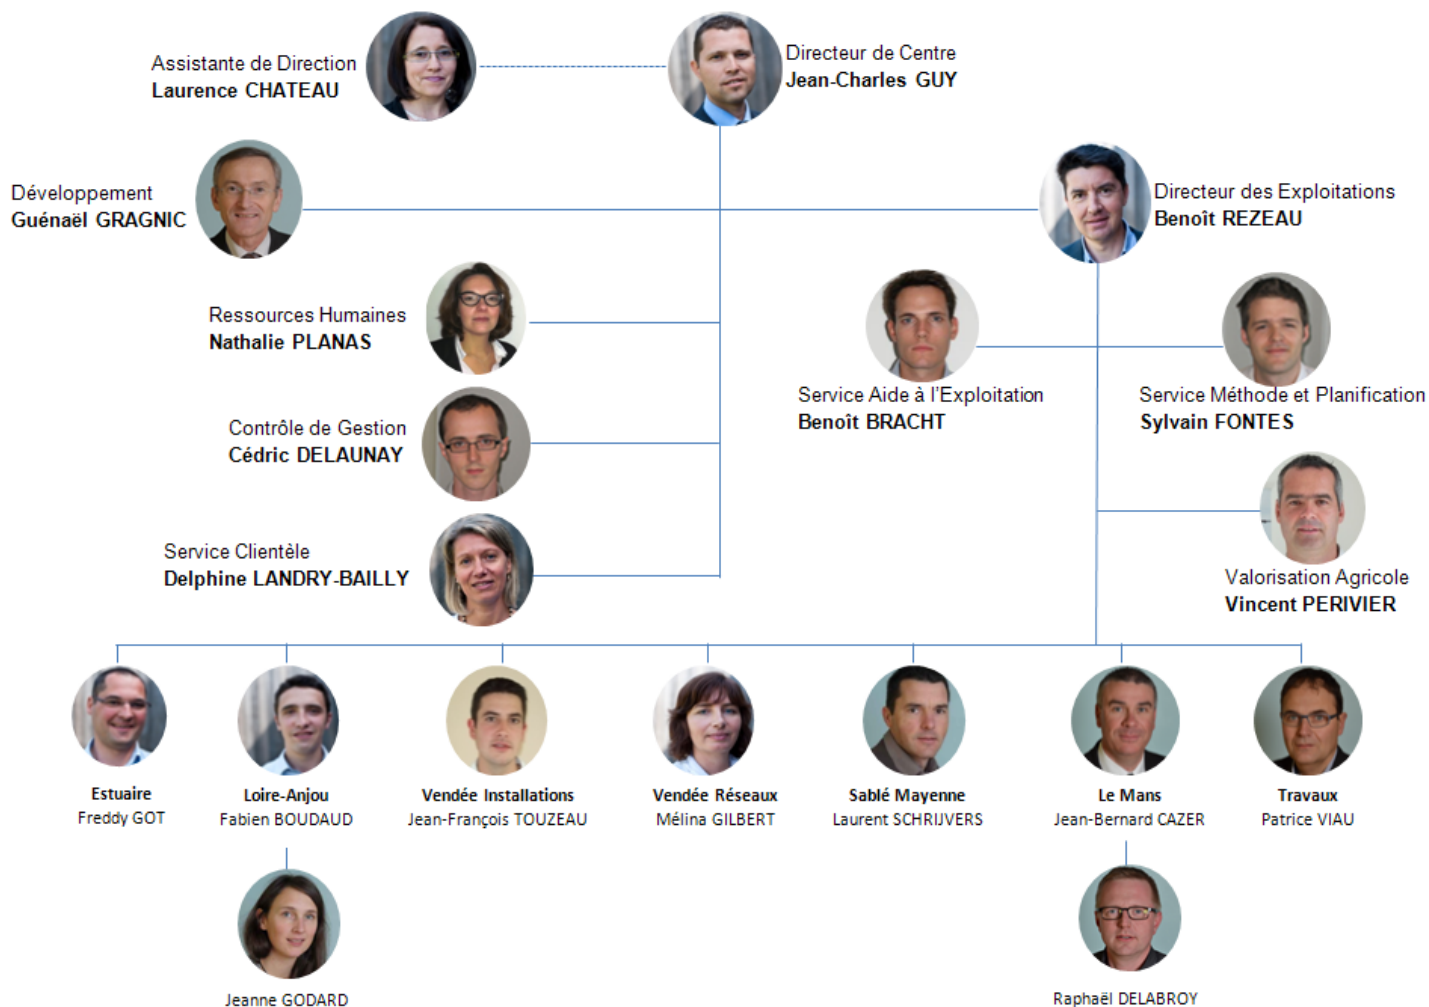 Assistante de Direction
Laurence CHATEAU
Directeur de Centre
Jean-Charles GUY
Développement
Guénaël GRAGNIC
Directeur des Exploitations
Benoît REZEAU
Ressources Humaines
Nathalie PLANAS
Service Aide à l'Exploitation
Benoît BRACHT
Service Méthode et Planification
Sylvain FONTES
Contrôle de Gestion
Cédric DELAUNAY
Service Clientèle
Delphine LANDRY-BAILLY
Valorisation Agricole
Vincent PERIVIER
Estuaire
Freddy GOT
Loire-Anjou
Fabien BOUDAUD
Vendée Installations
Jean-François TOUZEAU
Vendée Réseaux
Mélina GILBERT
Sablé Mayenne
Laurent SCHRIJVERS
Le Mans
Jean-Bernard CAZER
Travaux
Patrice VIAU
Jeanne GODARD
Raphaël DELABROY